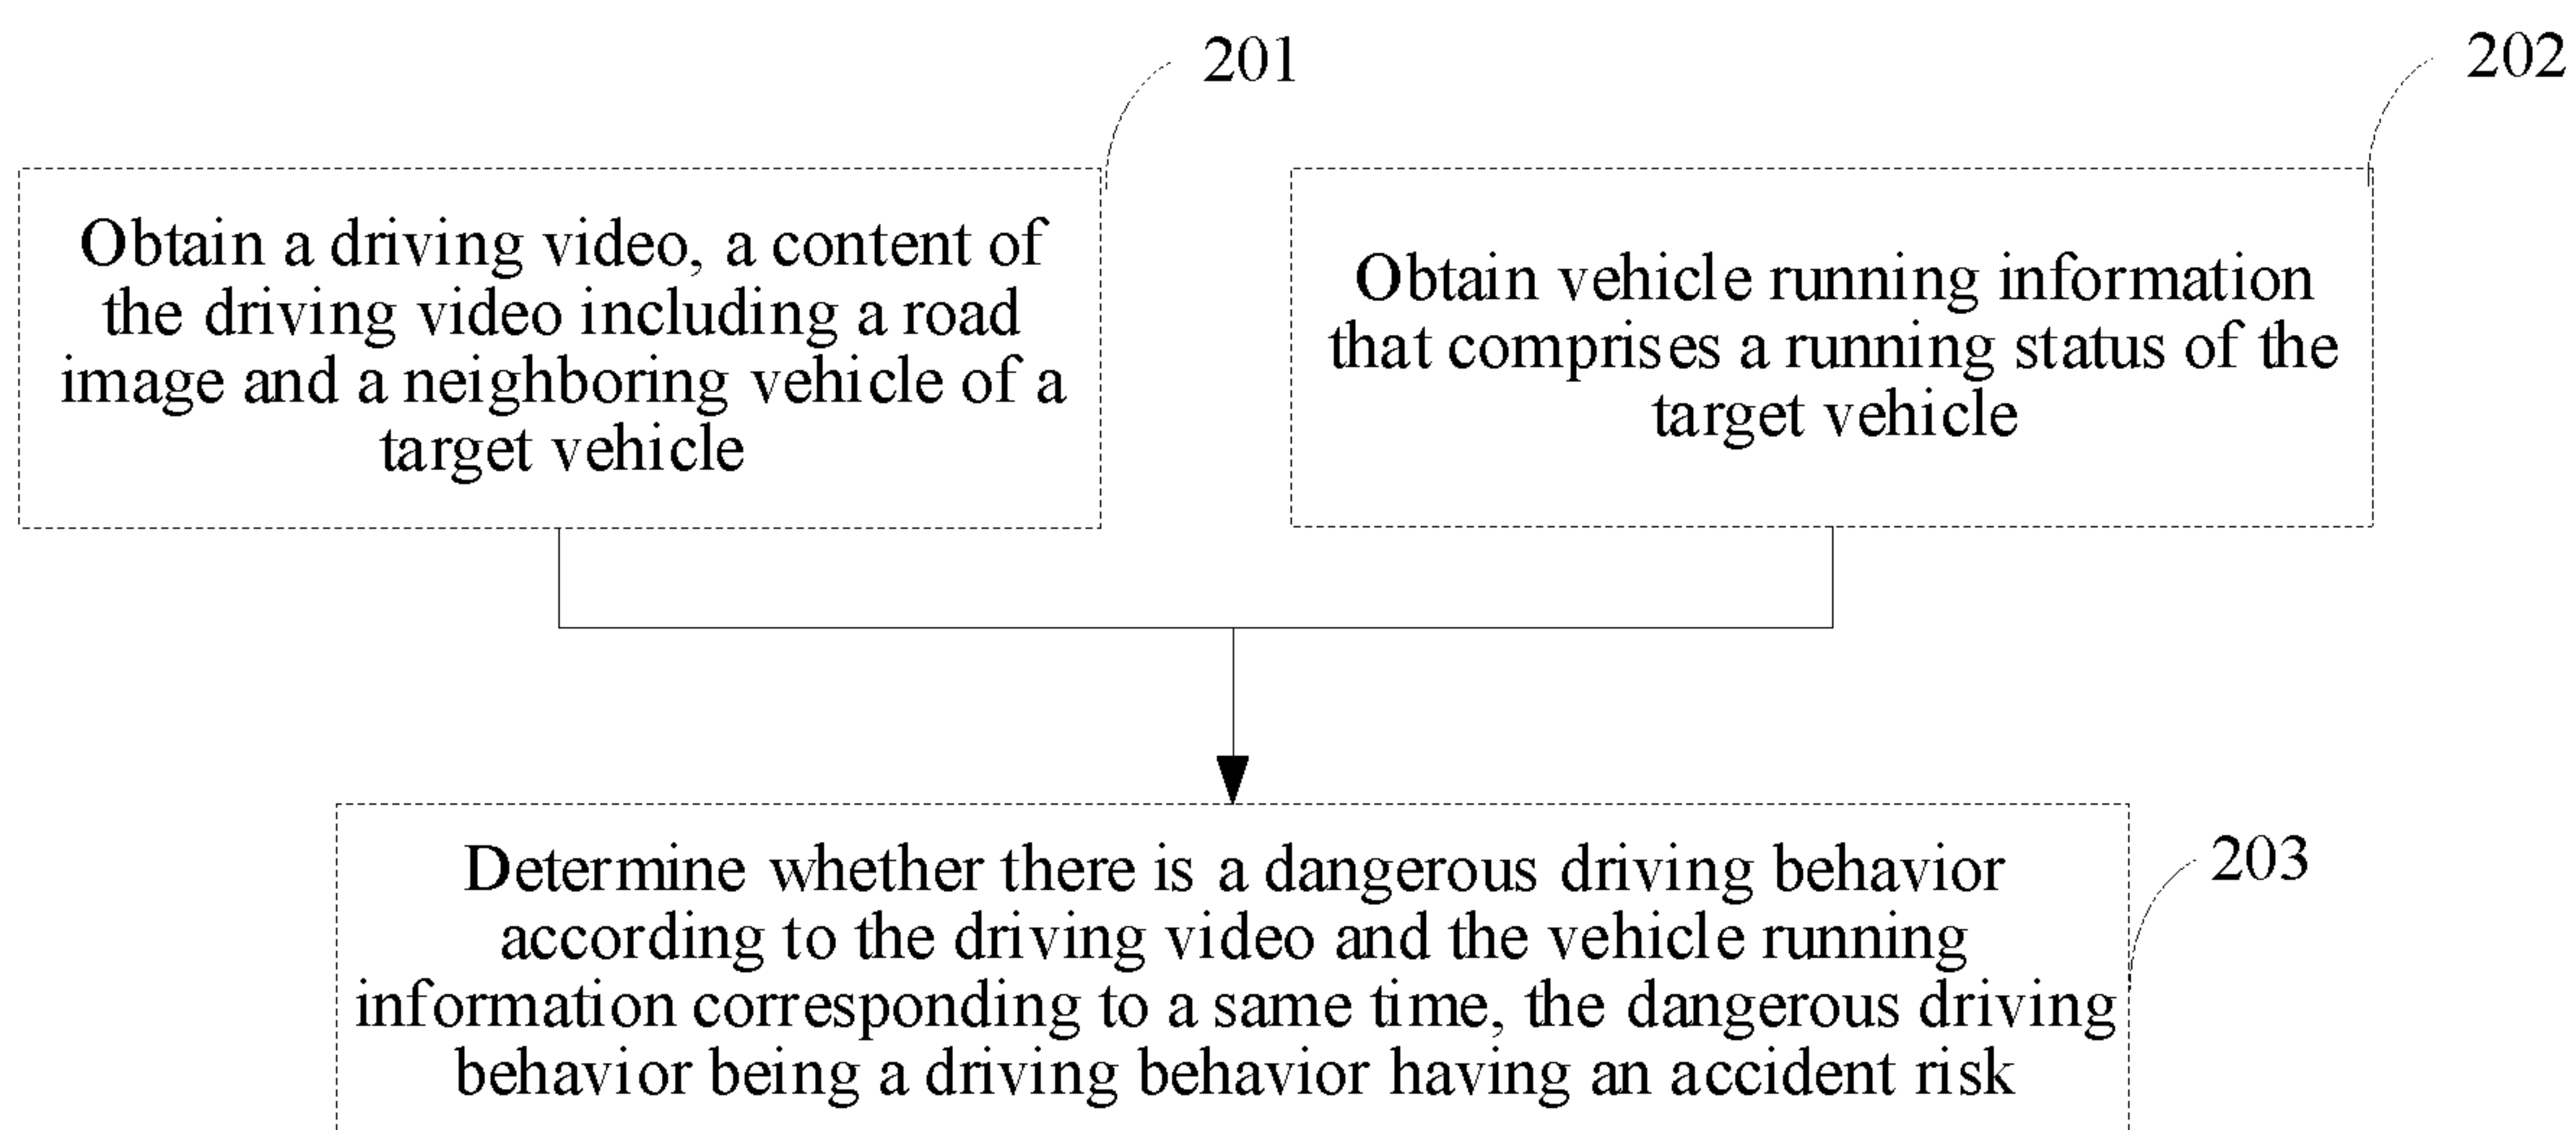 201
202
Obtain a driving video, a content of
the driving video including a road
image and a neighboring vehicle of a
target vehicle
Obtain vehicle running information
that comprises a running status of the
target vehicle
Determine whether there is a dangerous driving behavior
according to the driving video and the vehicle running
information corresponding to a same time, the dangerous driving
behavior being a driving behavior having an accident risk
203